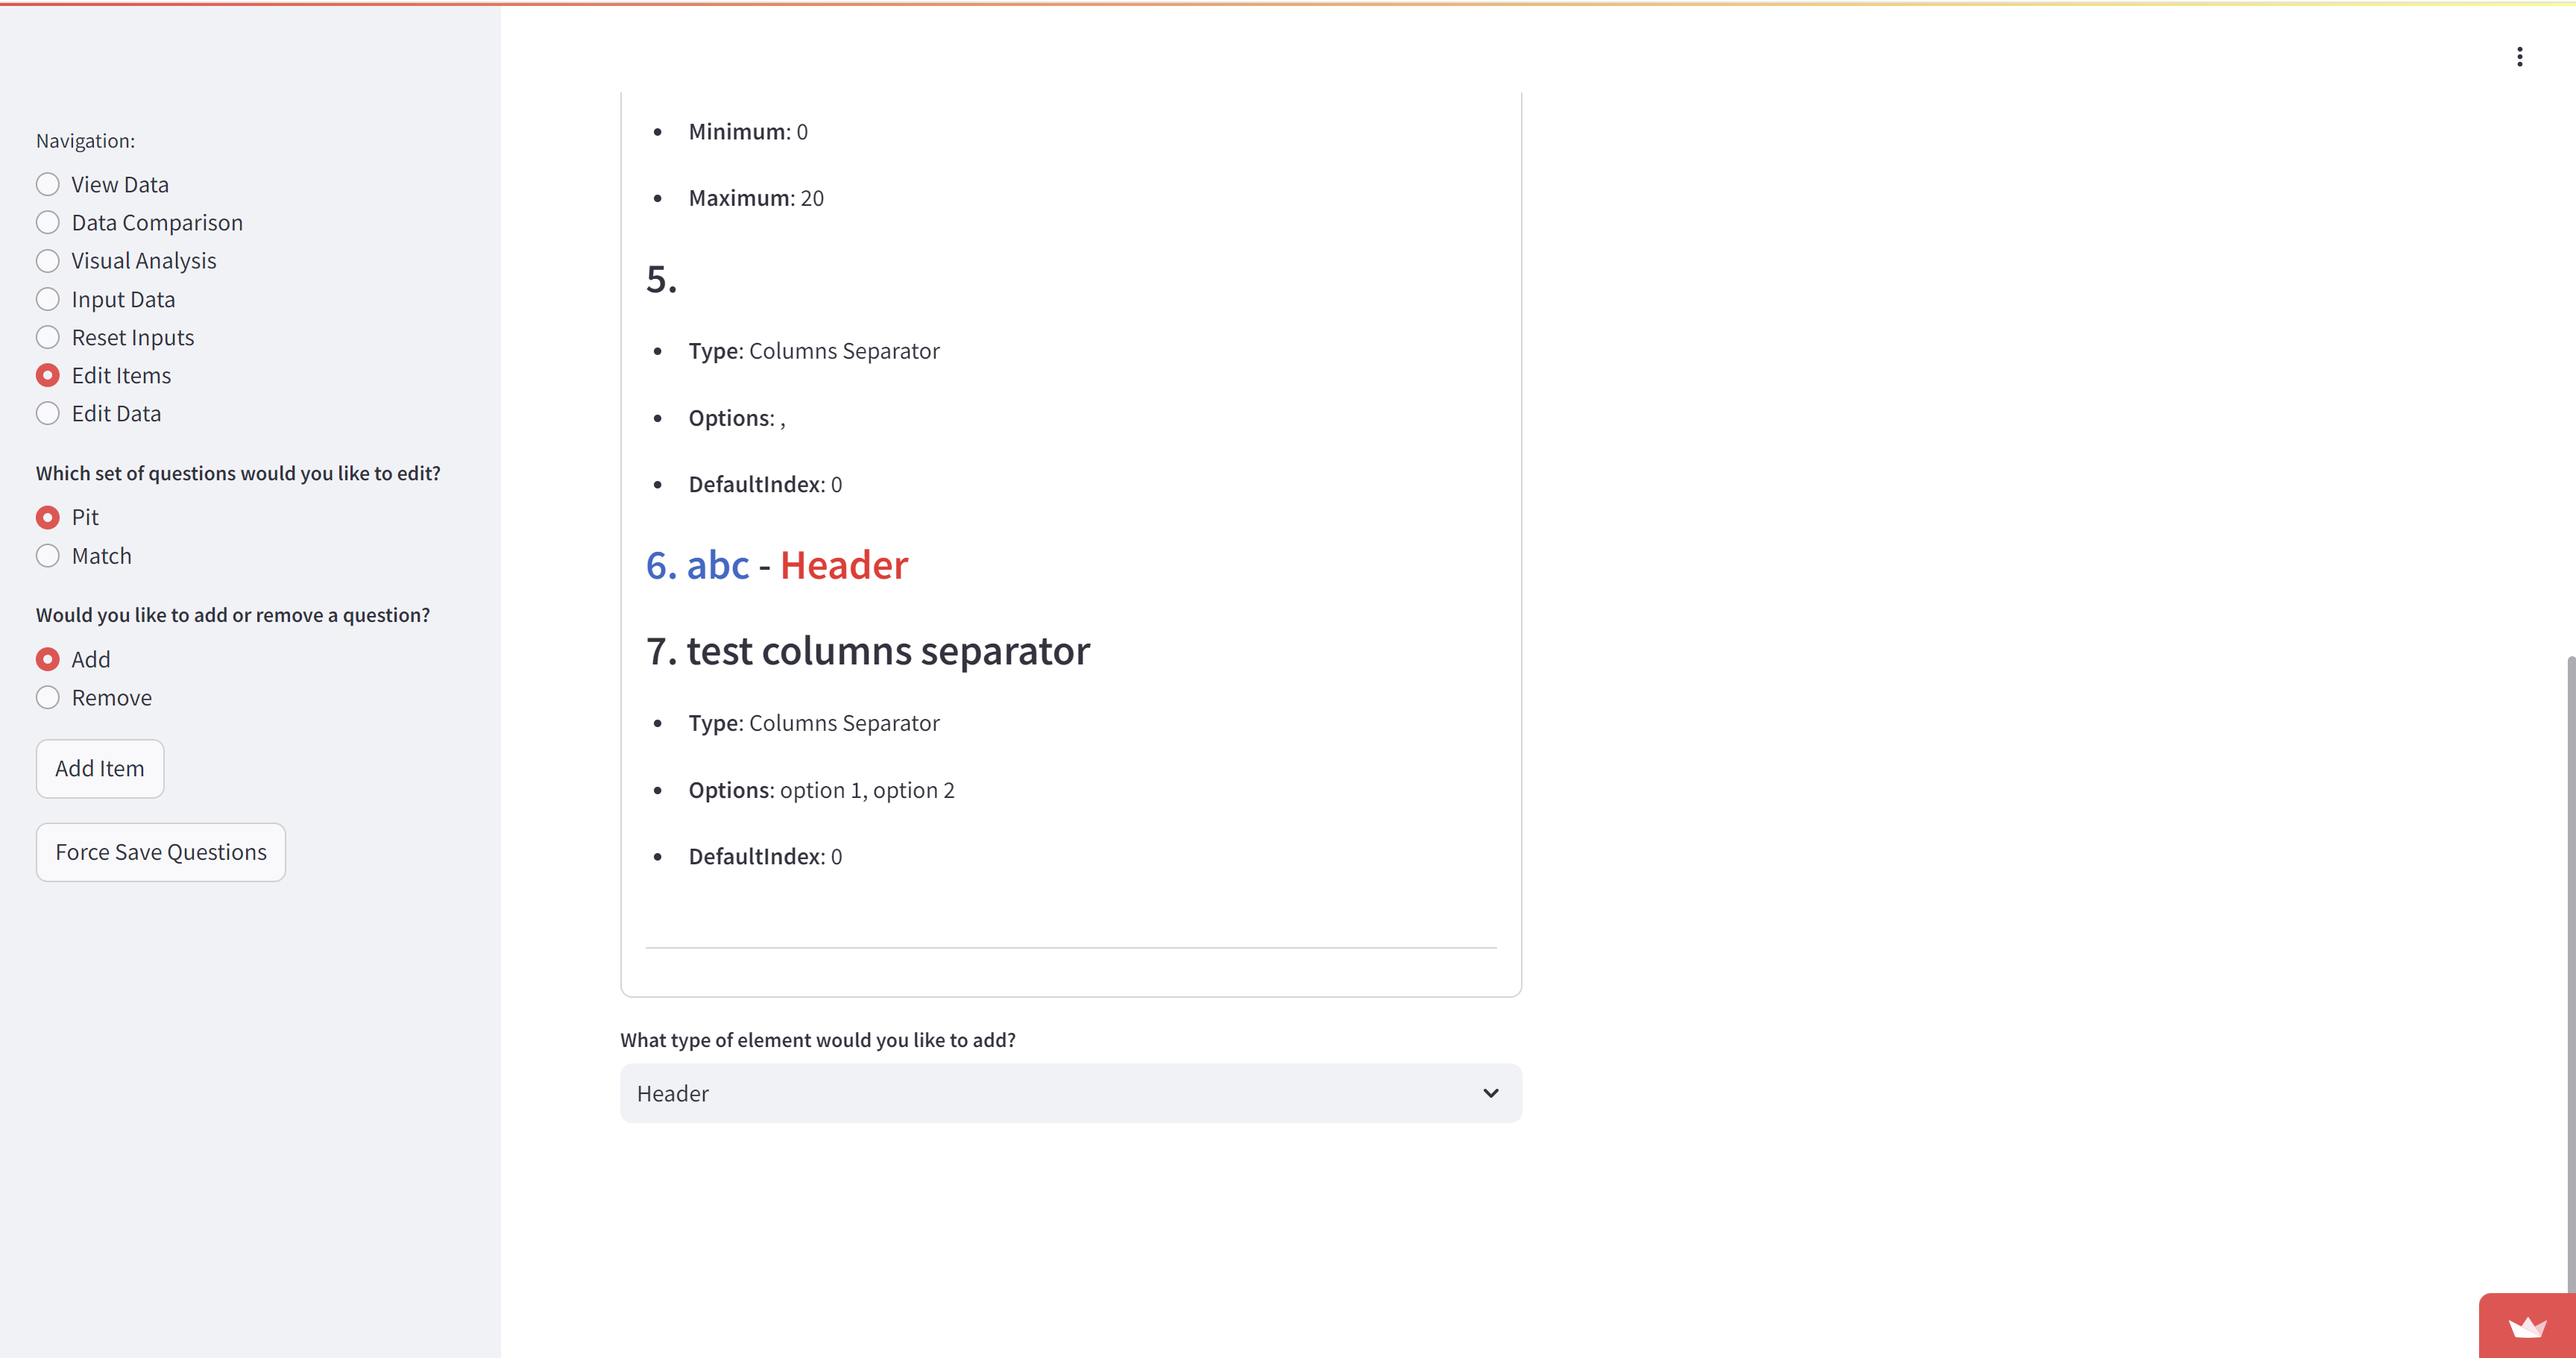 Navigation:
View Data
Data Comparison
Visual Analysis
Input Data
Reset Inputs
Edit Items
Edit Data
Which set of questions would you like to edit?
Pit
Match
Would you like to add or remove a question?
Add
Remove
Add Item
Force Save Questions
Minimum: 0
Maximum: 20
5.
Type: Columns Separator
Options: ,
DefaultIndex: 0
6. abc - Header
7. test columns separator
Type: Columns Separator
Options: option 1, option 2
DefaultIndex: 0
What type of element would you like to add?
Header